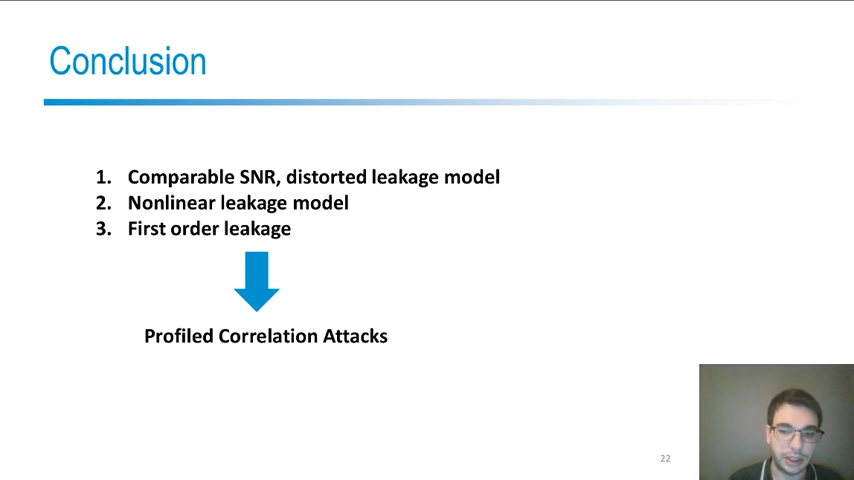 Conclusion
1. Comparable SNR, distorted leakage model
2. Nonlinear leakage model
3. First order leakage
Profiled Correlation Attacks
22